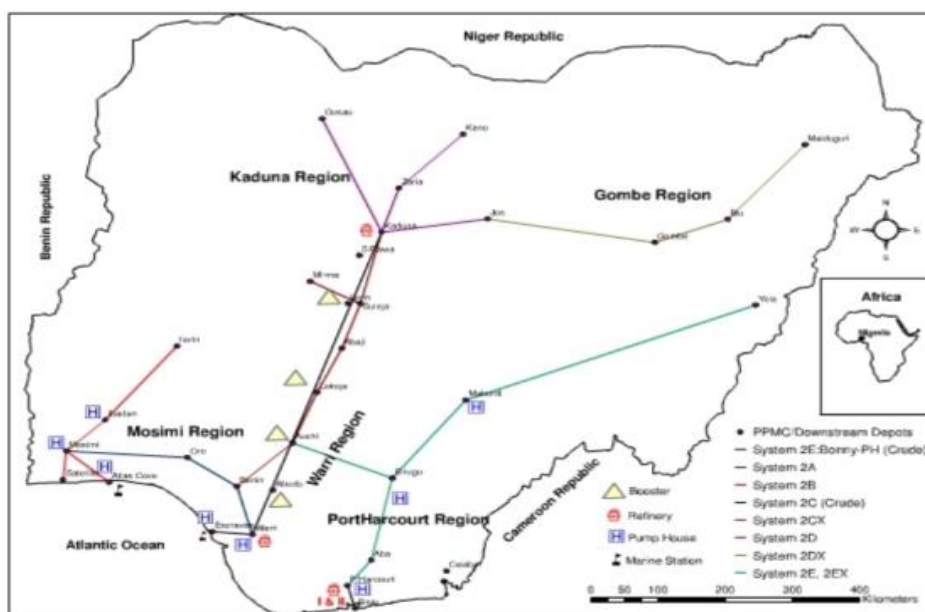 Niger Republic
Benin Republic
Gusau
Kano
Maiduguri
Kaduna Region
Zaria
Gombe Region
Jos
Biu
Kaduna
Gombe
N
W
E
S
Minna
Suleja
Yola
Africa
Nigeria
Abaji
Ilorin
Lokoja
Makurdi
H
Ibadan
H
Mosimi Region
H
Mosimi
Auchi
Ore
Warri Region
Enugu
H
H
Atlas Cove
Benin
PortHarcourt Region
Cameroon Republic
H
Escravos
Warri
H
Atlantic Ocean
Aba
Calabar
H
I & II
PPMC/Downstream Depots
System 2E:Bonny-PH (Crude)
System 2A
System 2B
System 2C (Crude)
System 2CX
System 2D
System 2DX
System 2E, 2EX
Booster
Refinery
H Pump House
Marine Station
0 50 100 200 300 400
Kilometers